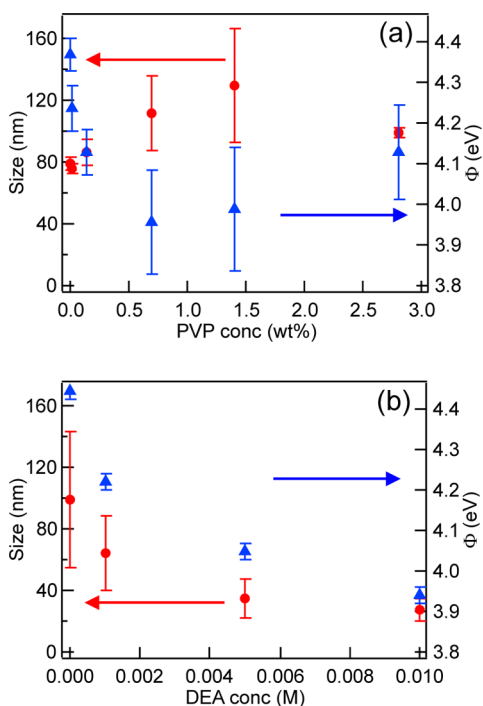 (a)
160
120
80
40
0
Size (nm)
4.4
4.3
4.2
4.1
4.0
3.9
3.8
Φ (eV)
0.0 0.5 1.0 1.5 2.0 2.5 3.0
PVP conc (wt%)
(b)
160
120
80
40
0
Size (nm)
4.4
4.3
4.2
4.1
4.0
3.9
3.8
Φ (eV)
0.000 0.002 0.004 0.006 0.008 0.010
DEA conc (M)